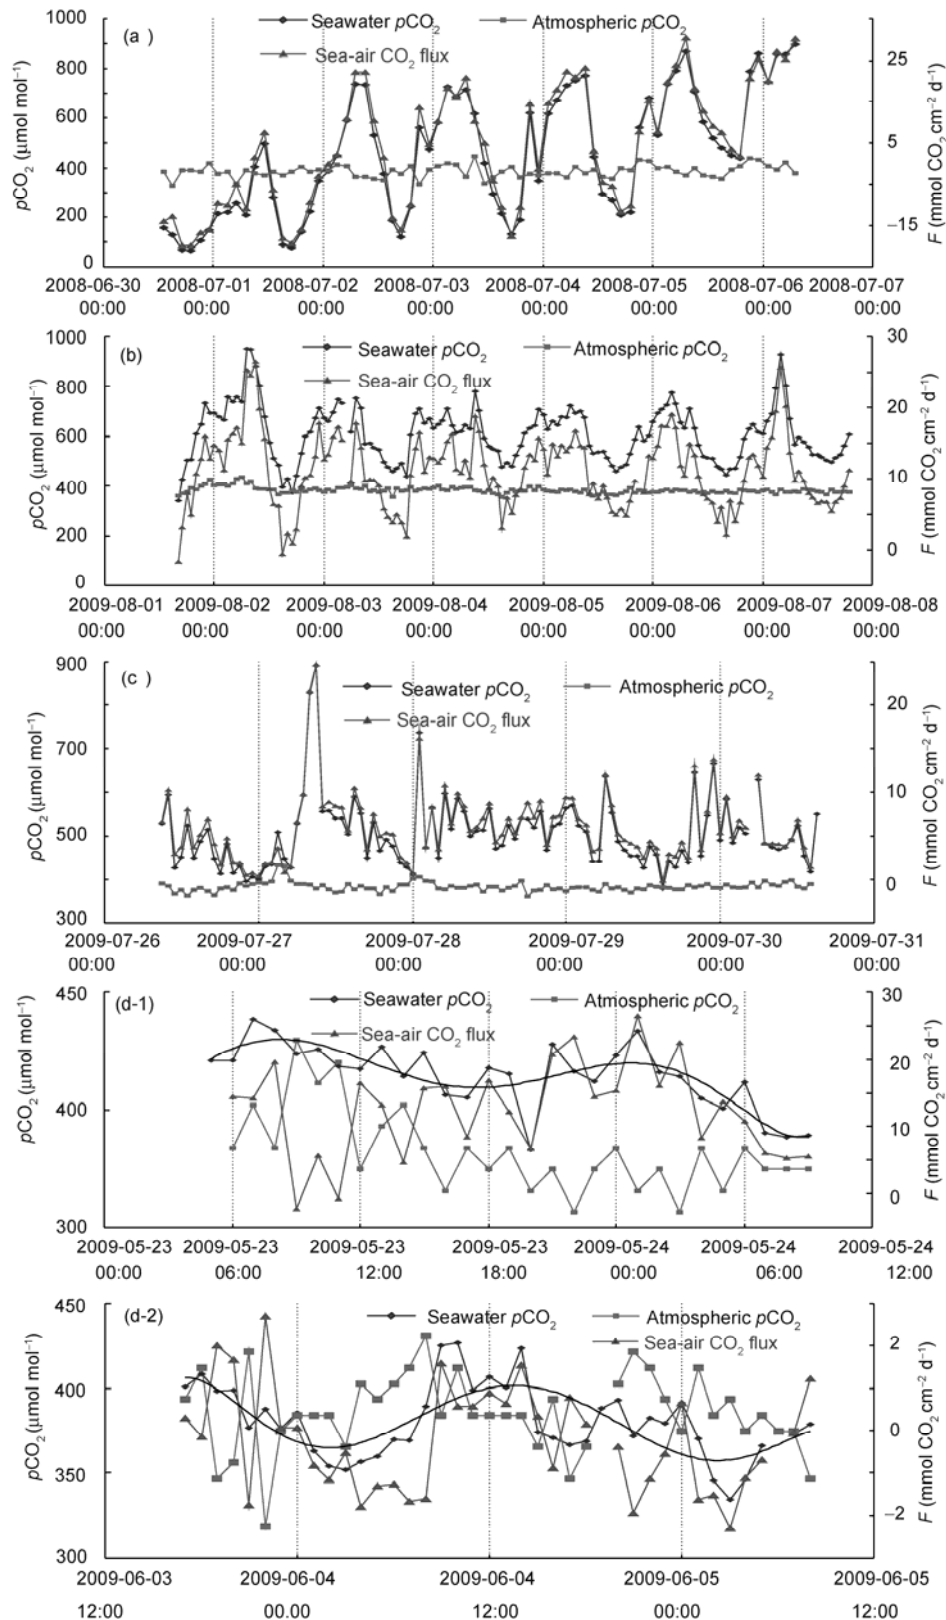 (a )
Seawater pCO2
Atmospheric pCO2
Sea-air CO2 flux
pCO2 (μmol mol−1)
1000
800
600
400
200
0
25
5
−15
F (mmol CO2 cm−2 d−1)
2008-06-30 2008-07-01 2008-07-02 2008-07-03 2008-07-04 2008-07-05 2008-07-06 2008-07-07
00:00 00:00 00:00 00:00 00:00 00:00 00:00 00:00
(b)
Seawater pCO2
Atmospheric pCO2
Sea-air CO2 flux
pCO2 (μmol mol−1)
1000
800
600
400
200
0
30
20
10
0
F (mmol CO2 cm−2 d−1)
2009-08-01 2009-08-02 2009-08-03 2009-08-04 2009-08-05 2009-08-06 2009-08-07 2009-08-08
00:00 00:00 00:00 00:00 00:00 00:00 00:00 00:00
(c )
Seawater pCO2
Atmospheric pCO2
Sea-air CO2 flux
pCO2 (μmol mol−1)
900
700
500
300
20
10
0
F (mmol CO2 cm−2 d−1)
2009-07-26 2009-07-27 2009-07-28 2009-07-29 2009-07-30 2009-07-31
00:00 00:00 00:00 00:00 00:00 00:00
(d-1)
Seawater pCO2
Atmospheric pCO2
Sea-air CO2 flux
pCO2 (μmol mol−1)
450
400
300
30
20
10
0
F (mmol CO2 cm−2 d−1)
2009-05-23 2009-05-23 2009-05-23 2009-05-23 2009-05-24 2009-05-24 2009-05-24
00:00 06:00 12:00 18:00 00:00 06:00 12:00
(d-2)
Seawater pCO2
Atmospheric pCO2
Sea-air CO2 flux
pCO2 (μmol mol−1)
450
400
350
300
2
0
−2
F (mmol CO2 cm−2 d−1)
2009-06-03 2009-06-04 2009-06-04 2009-06-05 2009-06-05
12:00 00:00 12:00 00:00 12:00